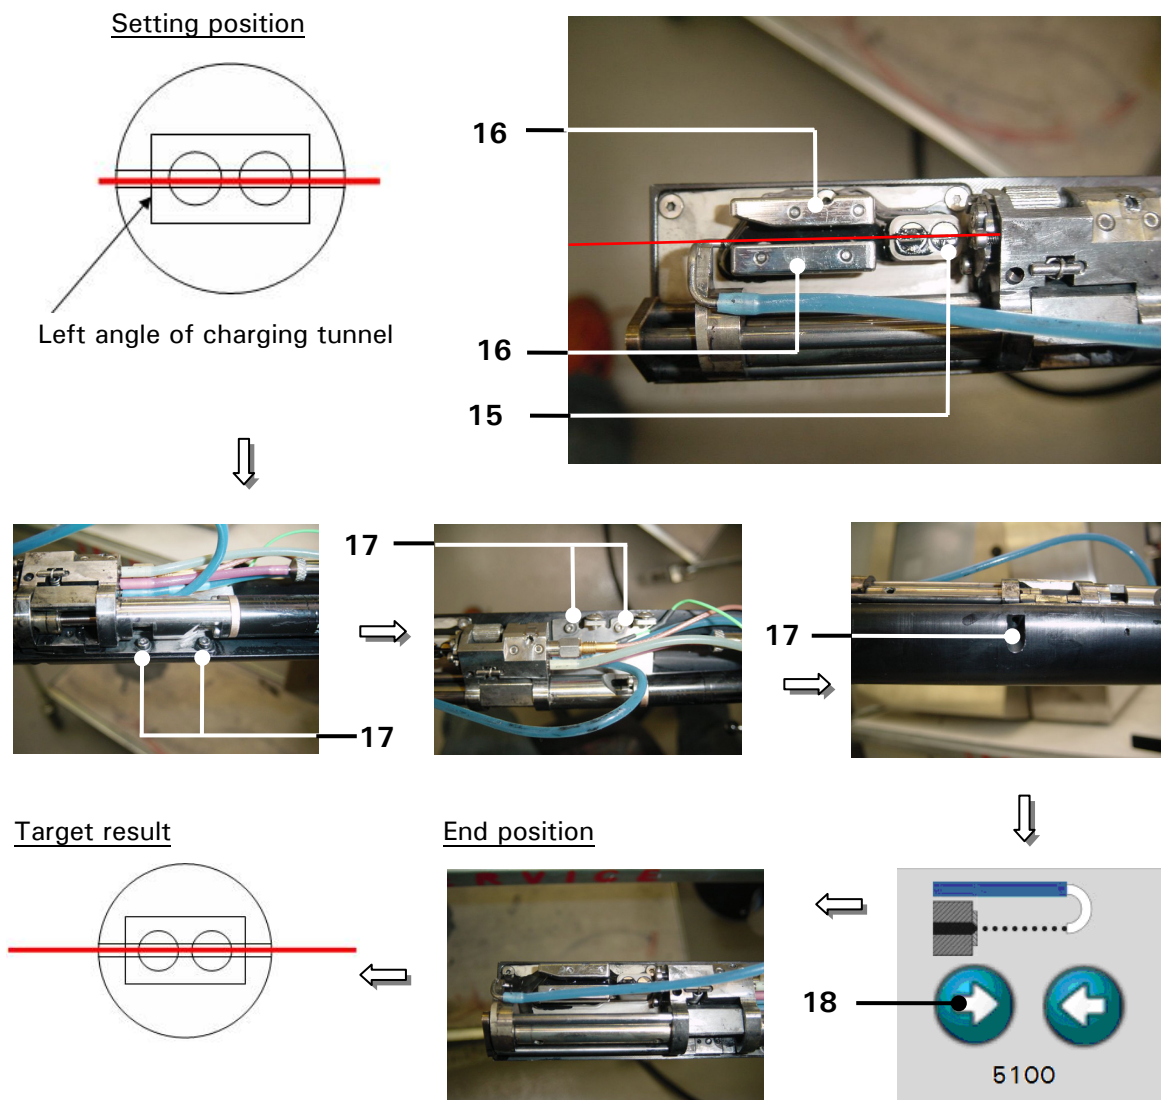 Setting position
16
Left angle of charging tunnel
16
15
17
17
17
Target result
End position
RVICE
18
5100